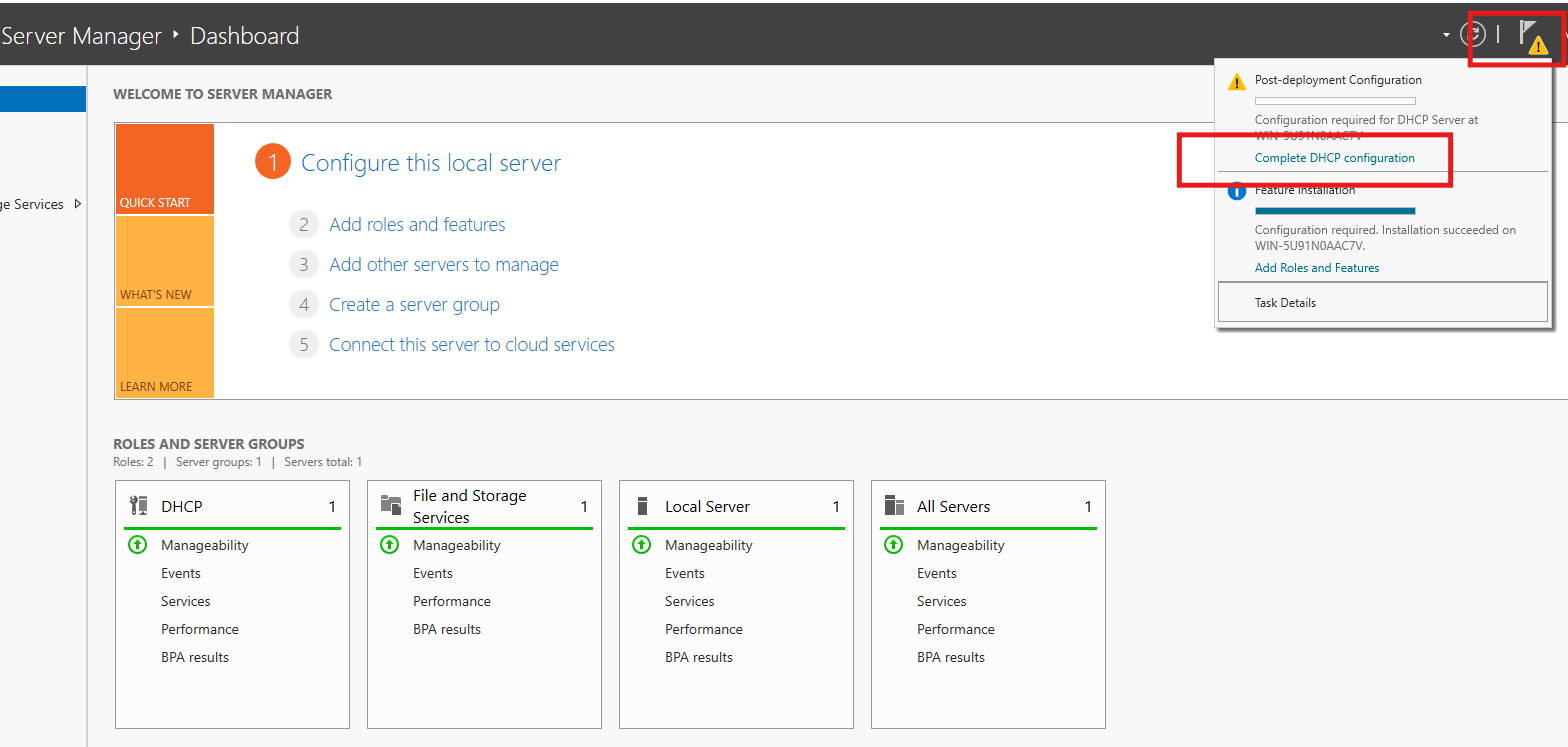 Server Manager ‣ Dashboard
Post-deployment Configuration
Configuration required for DHCP Server at
WIN-5U91N0AAC7V
Complete DHCP configuration
Feature installation
Configuration required. Installation succeeded on
WIN-5U91N0AAC7V.
Add Roles and Features
Task Details
ge Services
WELCOME TO SERVER MANAGER
QUICK START
WHAT'S NEW
LEARN MORE
1 Configure this local server
2 Add roles and features
3 Add other servers to manage
4 Create a server group
5 Connect this server to cloud services
ROLES AND SERVER GROUPS
Roles: 2 | Server groups: 1 | Servers total: 1
DHCP 1
Manageability
Events
Services
Performance
BPA results
File and Storage
Services 1
Manageability
Events
Performance
BPA results
Local Server 1
Manageability
Events
Services
Performance
BPA results
All Servers 1
Manageability
Events
Services
Performance
BPA results